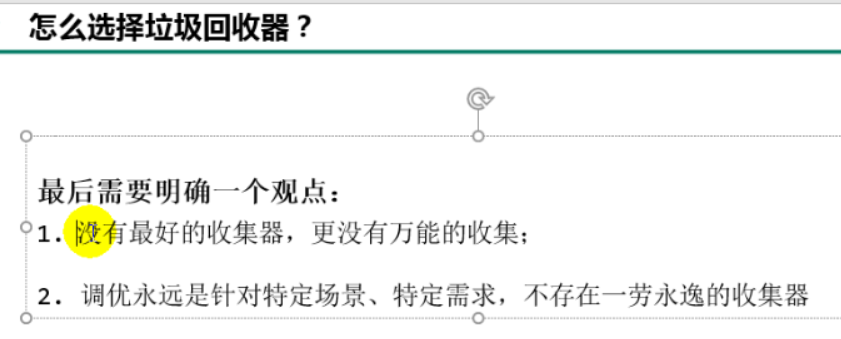 怎么选择垃圾回收器？
最后需要明确一个观点：
1. 没有最好的收集器，更没有万能的收集；
2. 调优永远是针对特定场景、特定需求，不存在一劳永逸的收集器